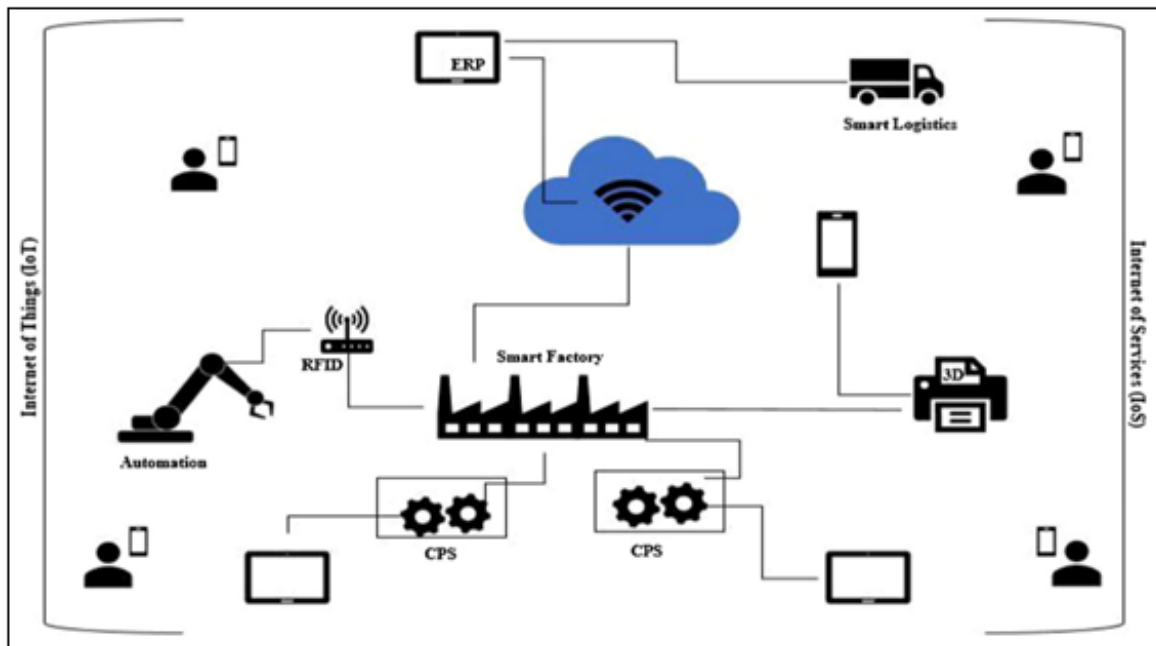 ERP
Smart Logistics
Internet of Things (IoT)
Internet of Services (IoS)
RFID
Smart Factory
3D
Automation
CPS
CPS